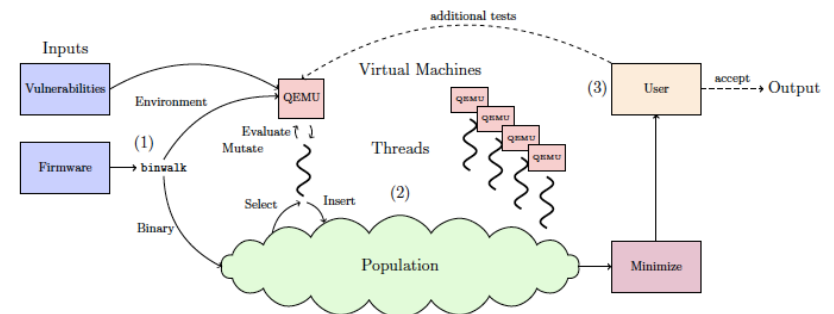 additional tests
Inputs
Virtual Machines
Vulnerabilities
QEMU
(3)
User
accept
Output
Environment
QEMU
QEMU
QEMU
QEMU
Evaluate
Mutate
(1)
Firmware
binwalk
Threads
(2)
Select
Insert
Binary
Population
Minimize